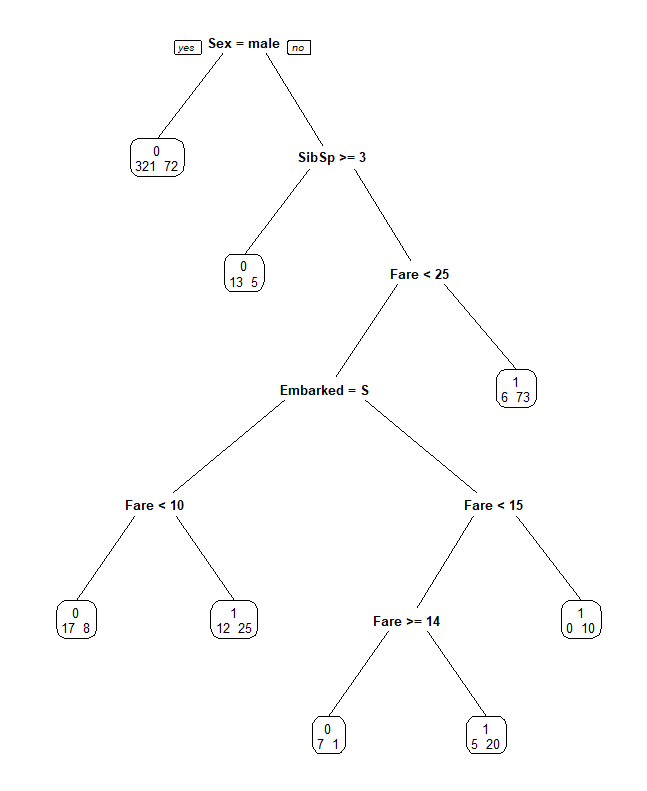 yes Sex = male no
0
321 72
SibSp >= 3
0
13 5
Fare < 25
1
6 73
Embarked = S
Fare < 10
Fare < 15
0
17 8
1
12 25
1
0 10
Fare >= 14
0
7 1
1
5 20